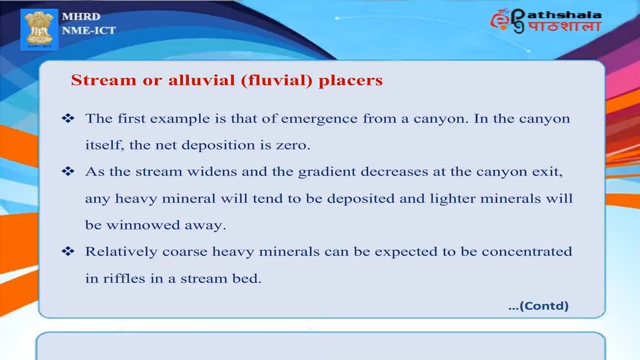 MHRD
NME-ICT
Pathshala
पाठशाला
Stream or alluvial (fluvial) placers
❖ The first example is that of emergence from a canyon. In the canyon
itself, the net deposition is zero.
❖ As the stream widens and the gradient decreases at the canyon exit,
any heavy mineral will tend to be deposited and lighter minerals will
be winnowed away.
❖ Relatively coarse heavy minerals can be expected to be concentrated
in riffles in a stream bed.
...(Contd)